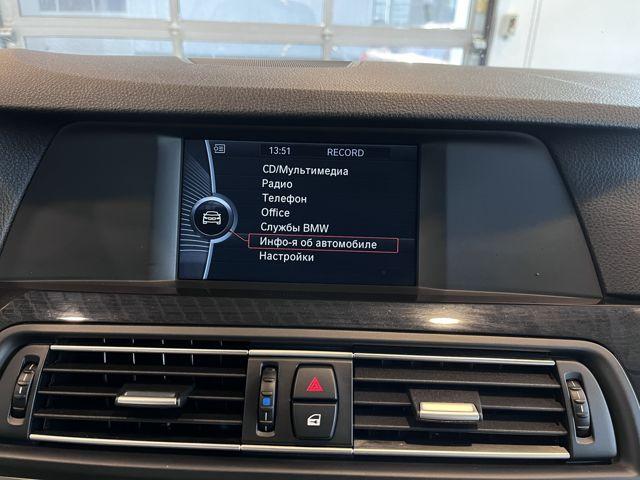 13:51 RECORD
CD/Мультимедиа
Радио
Телефон
Office
Службы BMW
Инфо-я об автомобиле
Настройки